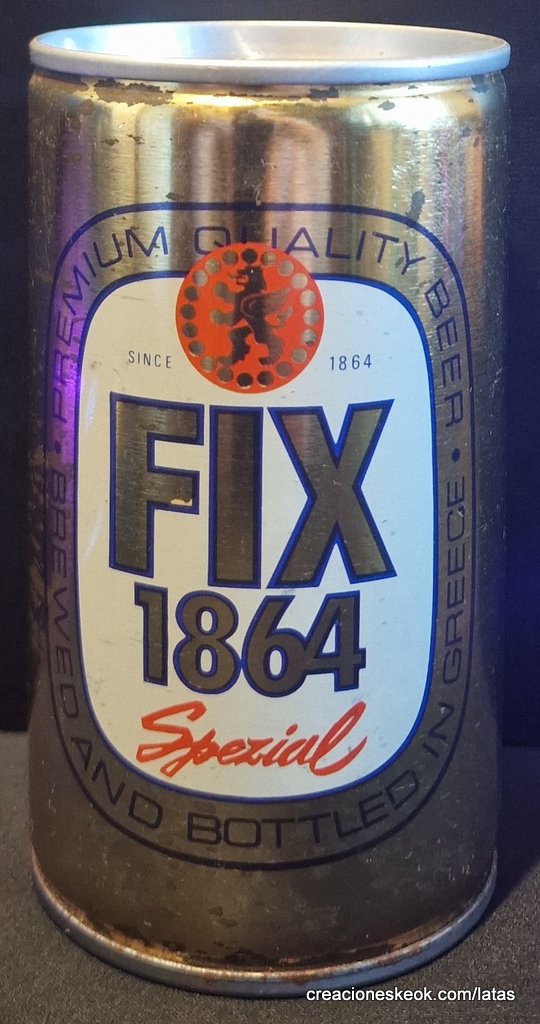 PREMIUM QUALITY BEER •
BREWED AND BOTTLED IN GREECE •
SINCE 1864
FIX
1864
Spezial
creacioneskeok.com/latas